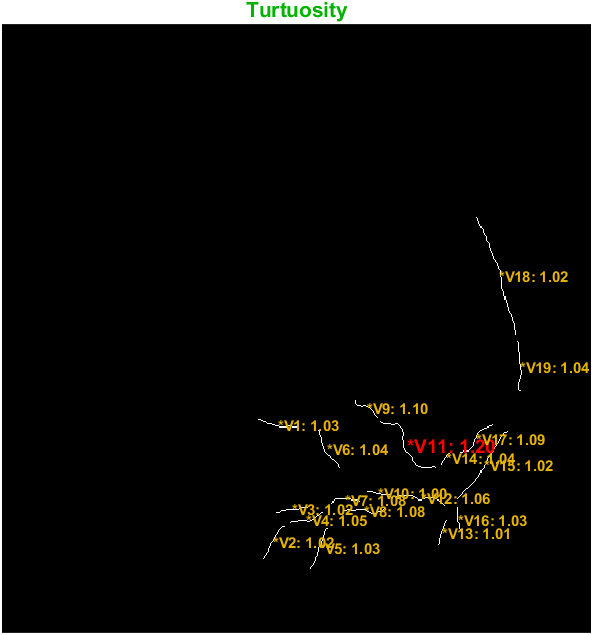 Turtuosity
*V18: 1.02
*V19: 1.04
*V9: 1.10
*V1: 1.03
*V11: 1.20
*V17: 1.09
*V6: 1.04
*V14: 1.04
*V15: 1.02
*V10: 1.00
*V7: 1.08
*V12: 1.06
*V3: 1.02
*V8: 1.08
*V4: 1.05
*V16: 1.03
*V13: 1.01
*V2: 1.02
*V5: 1.03